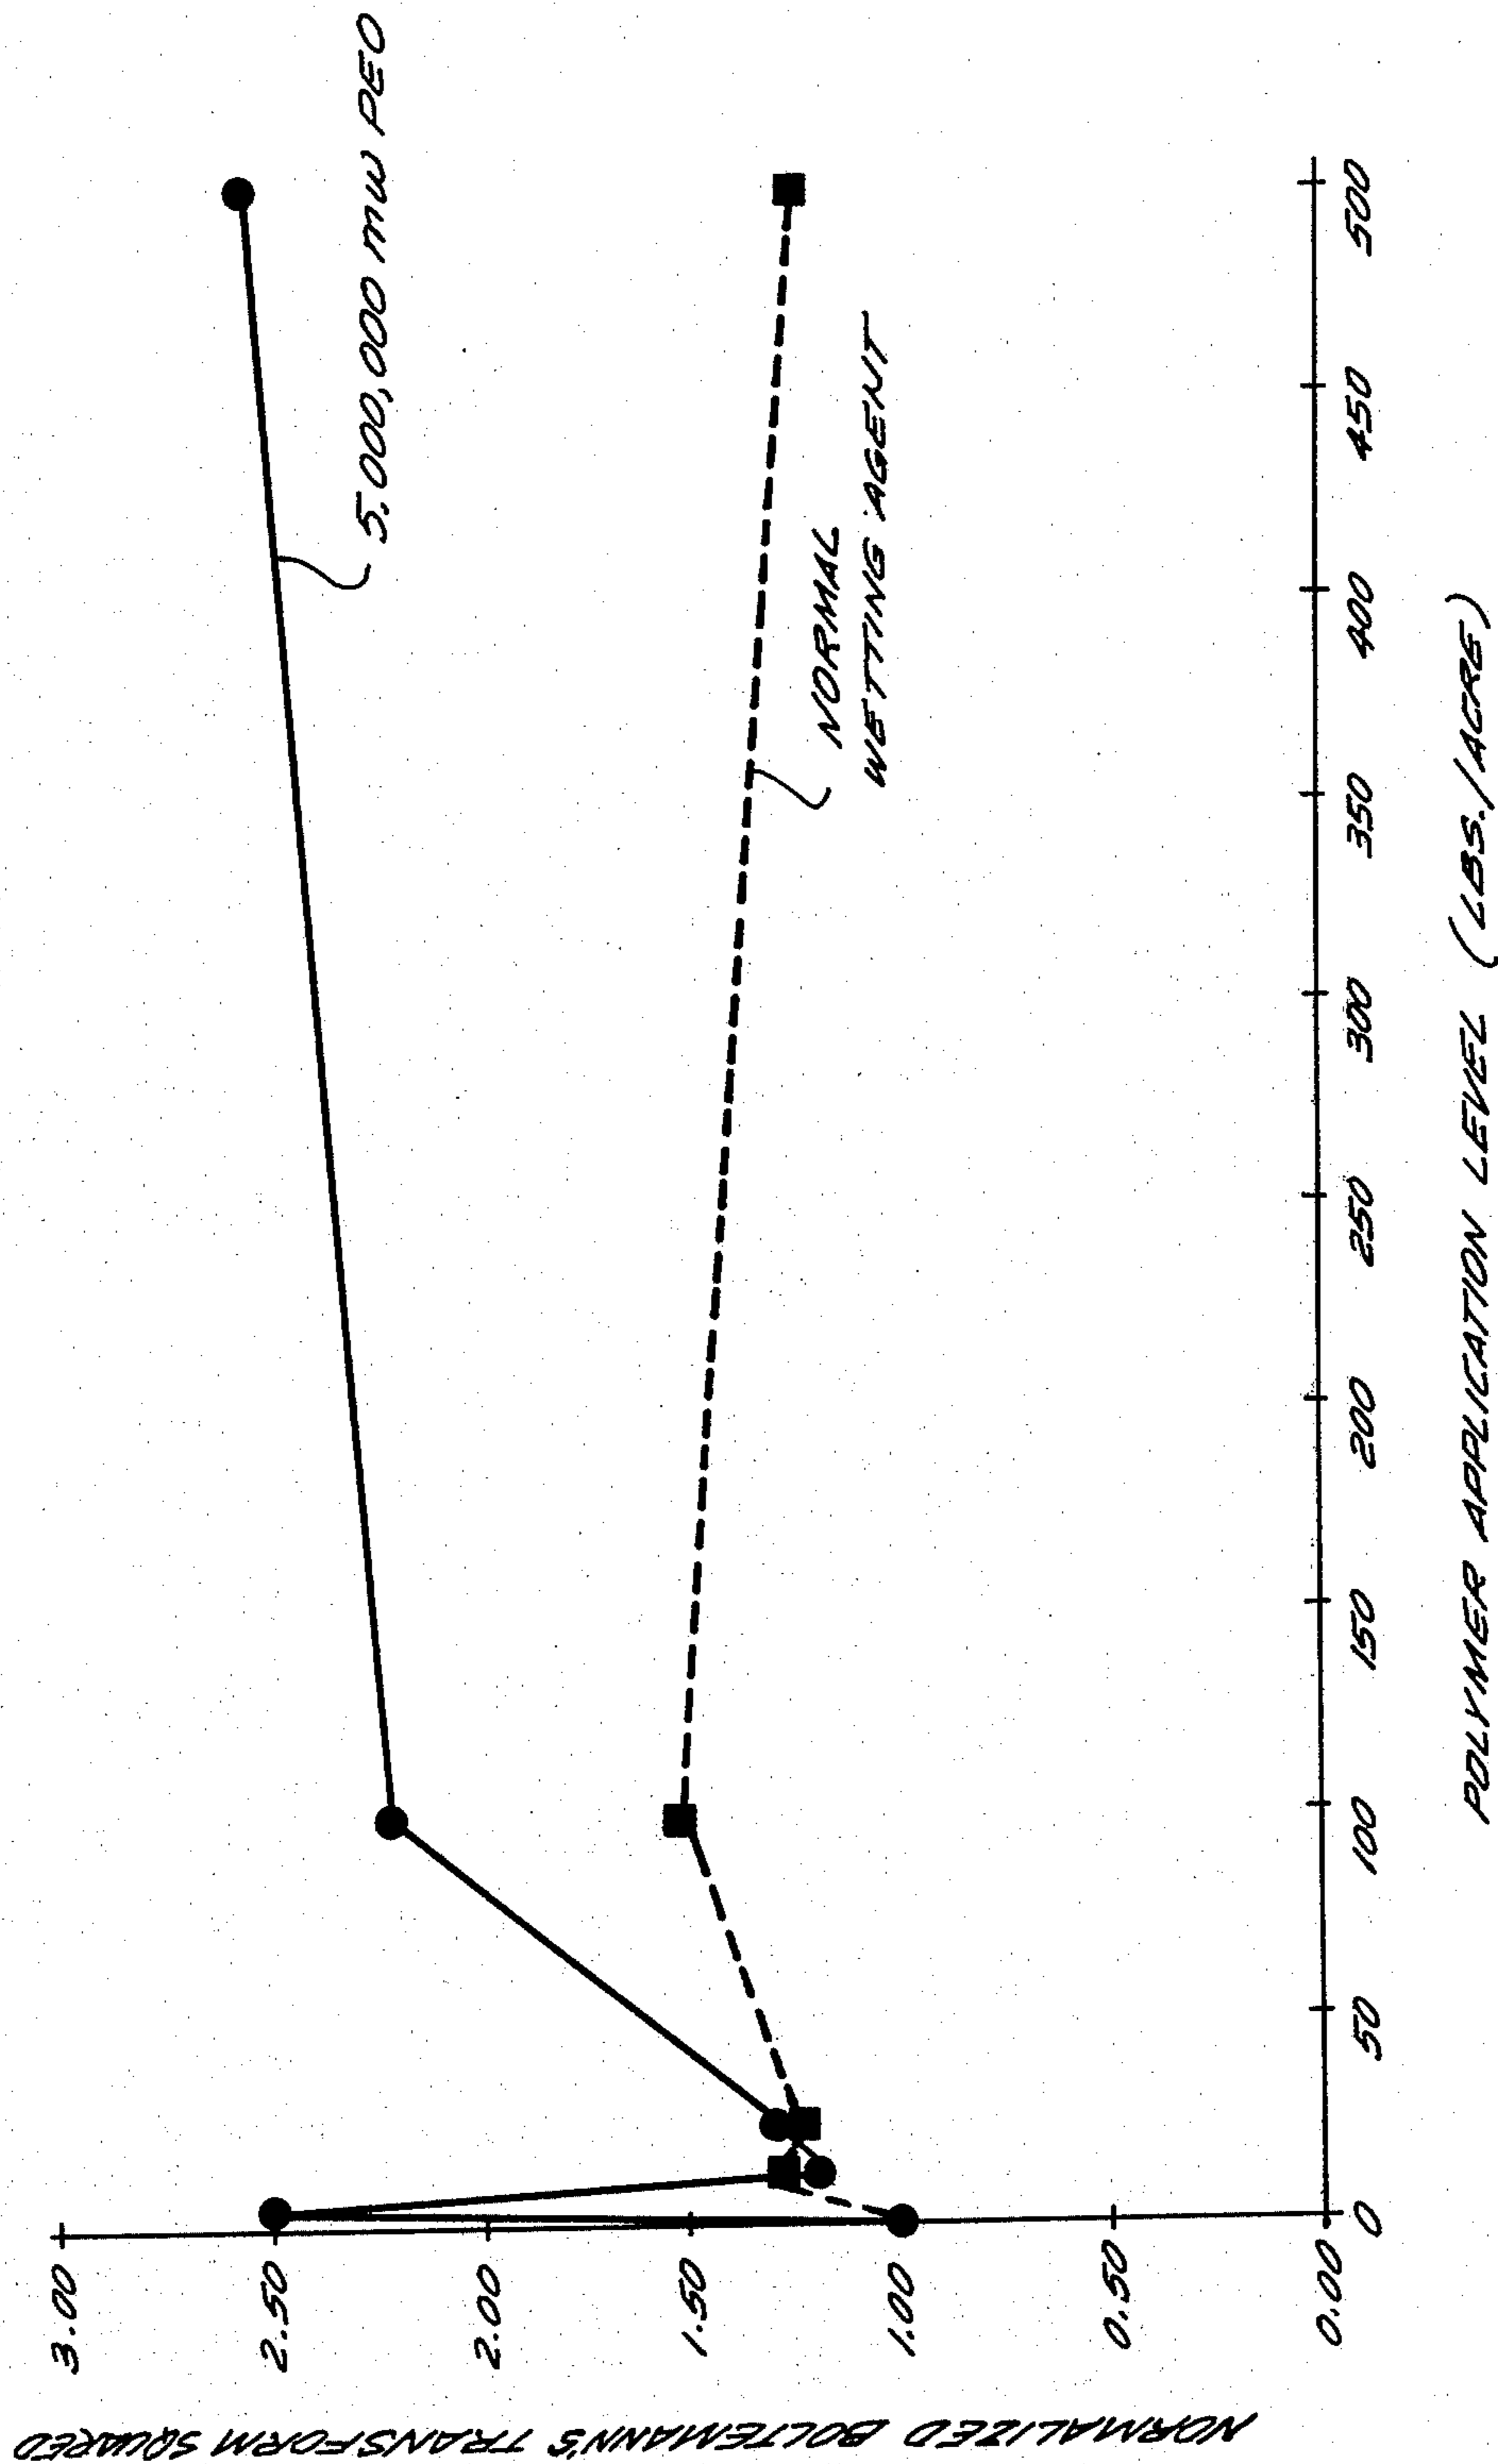 NORMALIZED BOLTEMANN'S TRANSFORM SQUARED
3.00
2.50
2.00
1.50
1.00
0.50
0.00
5,000,000 mw PEO
NORMAL
WETTING AGENT
0 50 100 150 200 250 300 350 400 450 500
POLYMER APPLICATION LEVEL (LBS./ACRE)